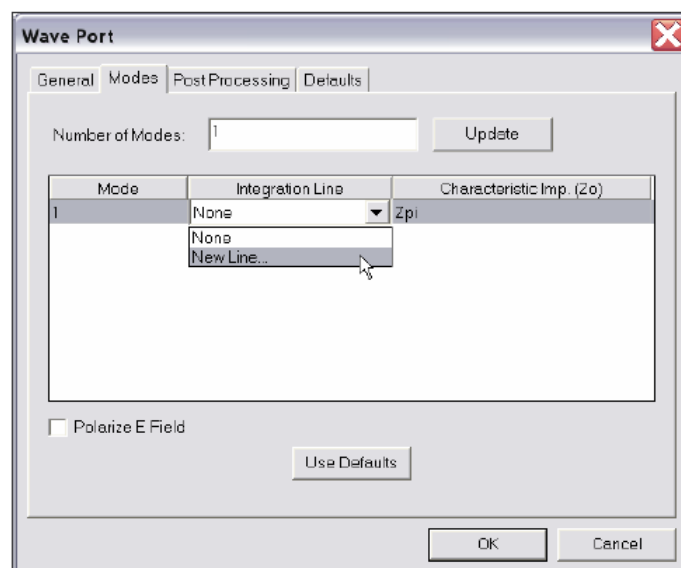 Wave Port
General Modes Post Processing Defaults
Number of Modes: 1 Update
Mode Integration Line Characteristic Imp. (Zo)
1 None Zpi
None
New Line...
Polarize E Field
Use Defaults
OK Cancel